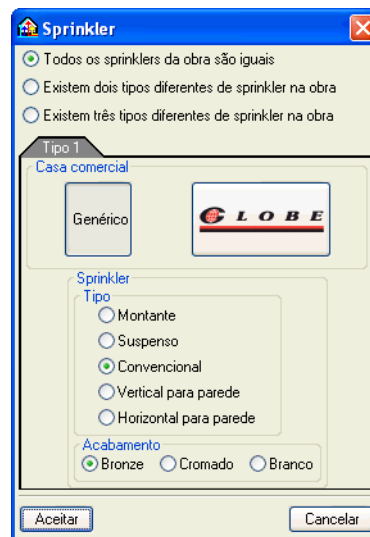 Sprinkler
Todos os sprinklers da obra são iguais
Existem dois tipos diferentes de sprinkler na obra
Existem três tipos diferentes de sprinkler na obra
Tipo 1
Casa comercial
Genérico GLOBE
Sprinkler
Tipo
Montante
Suspenso
Convencional
Vertical para parede
Horizontal para parede
Acabamento
Bronze Cromado Branco
Aceitar Cancelar